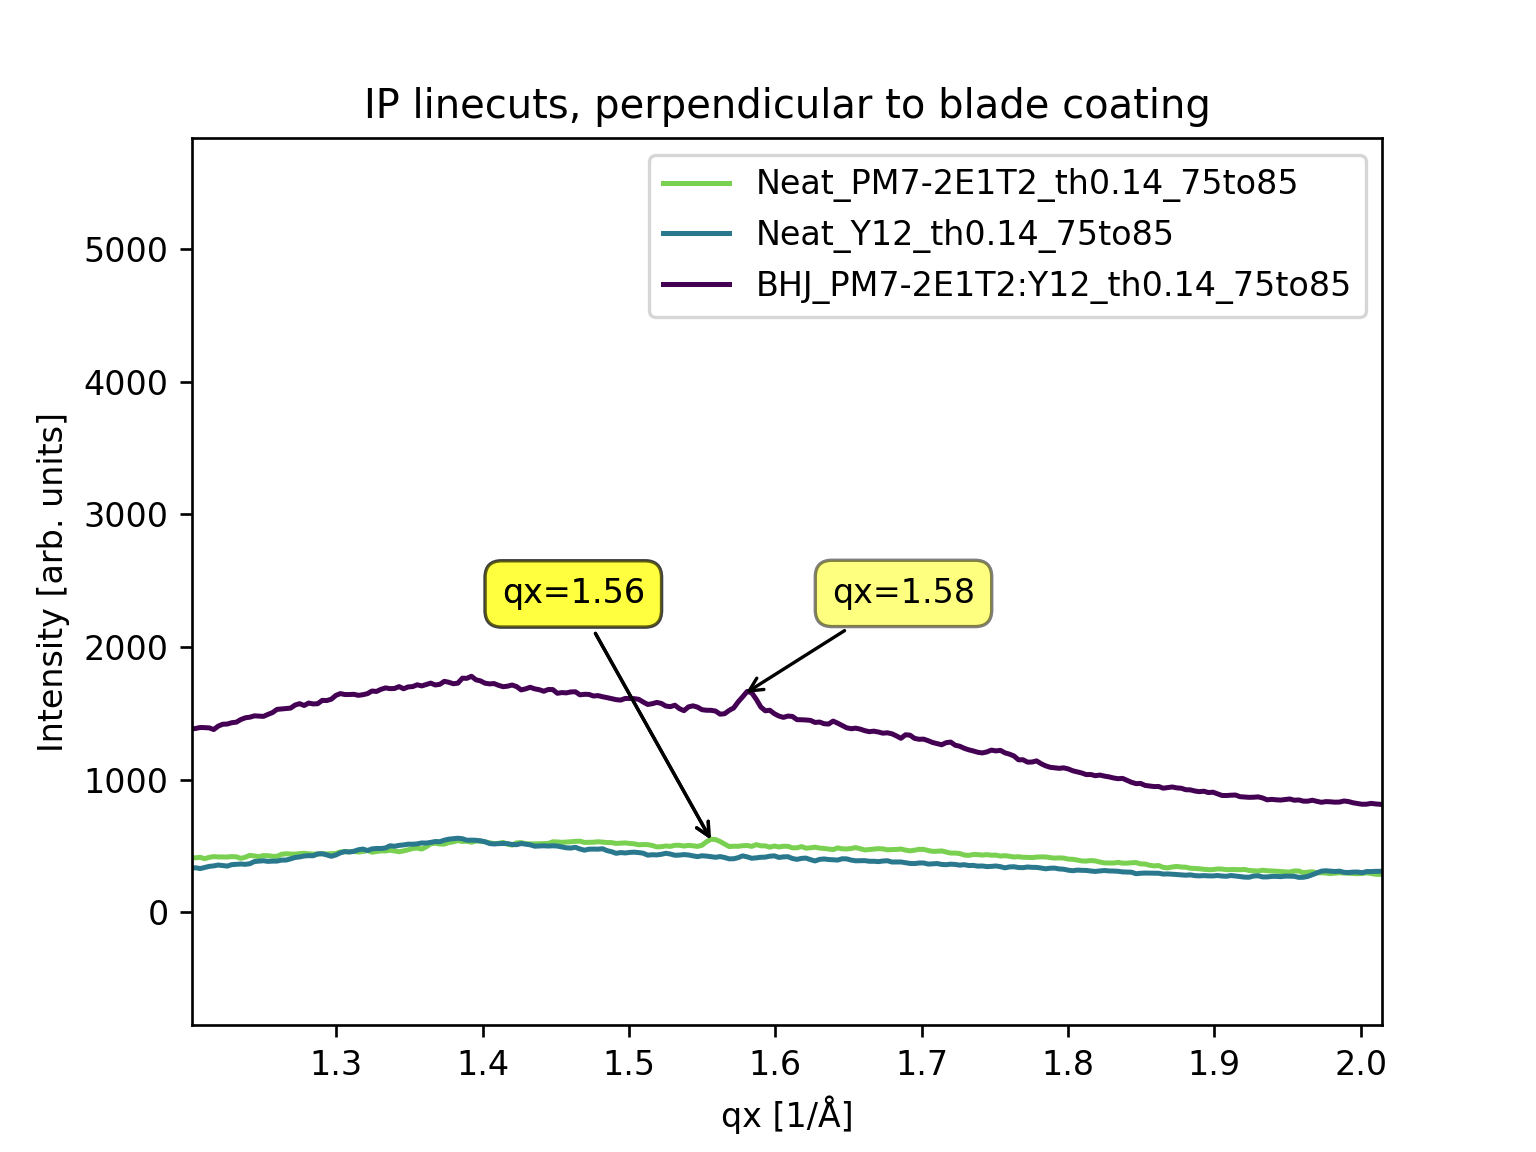 IP linecuts, perpendicular to blade coating
Neat_PM7-2E1T2_th0.14_75to85
Neat_Y12_th0.14_75to85
BHJ_PM7-2E1T2:Y12_th0.14_75to85
Intensity [arb. units]
5000
4000
3000
2000
1000
0
qx=1.56
qx=1.58
1.3 1.4 1.5 1.6 1.7 1.8 1.9 2.0
qx [1/Å]